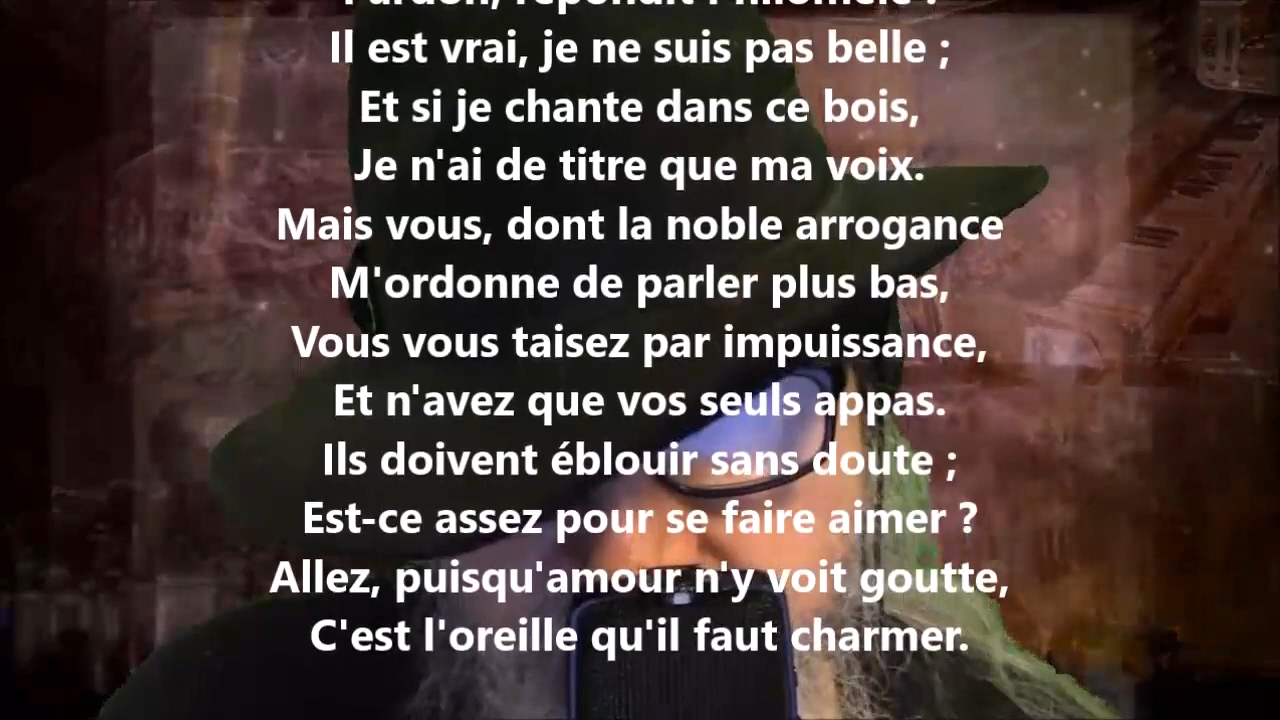 Pardon, répondit Philomèle :
Il est vrai, je ne suis pas belle ;
Et si je chante dans ce bois,
Je n'ai de titre que ma voix.
Mais vous, dont la noble arrogance
M'ordonne de parler plus bas,
Vous vous taisez par impuissance,
Et n'avez que vos seuls appas.
Ils doivent éblouir sans doute ;
Est-ce assez pour se faire aimer ?
Allez, puisqu'amour n'y voit goutte,
C'est l'oreille qu'il faut charmer.